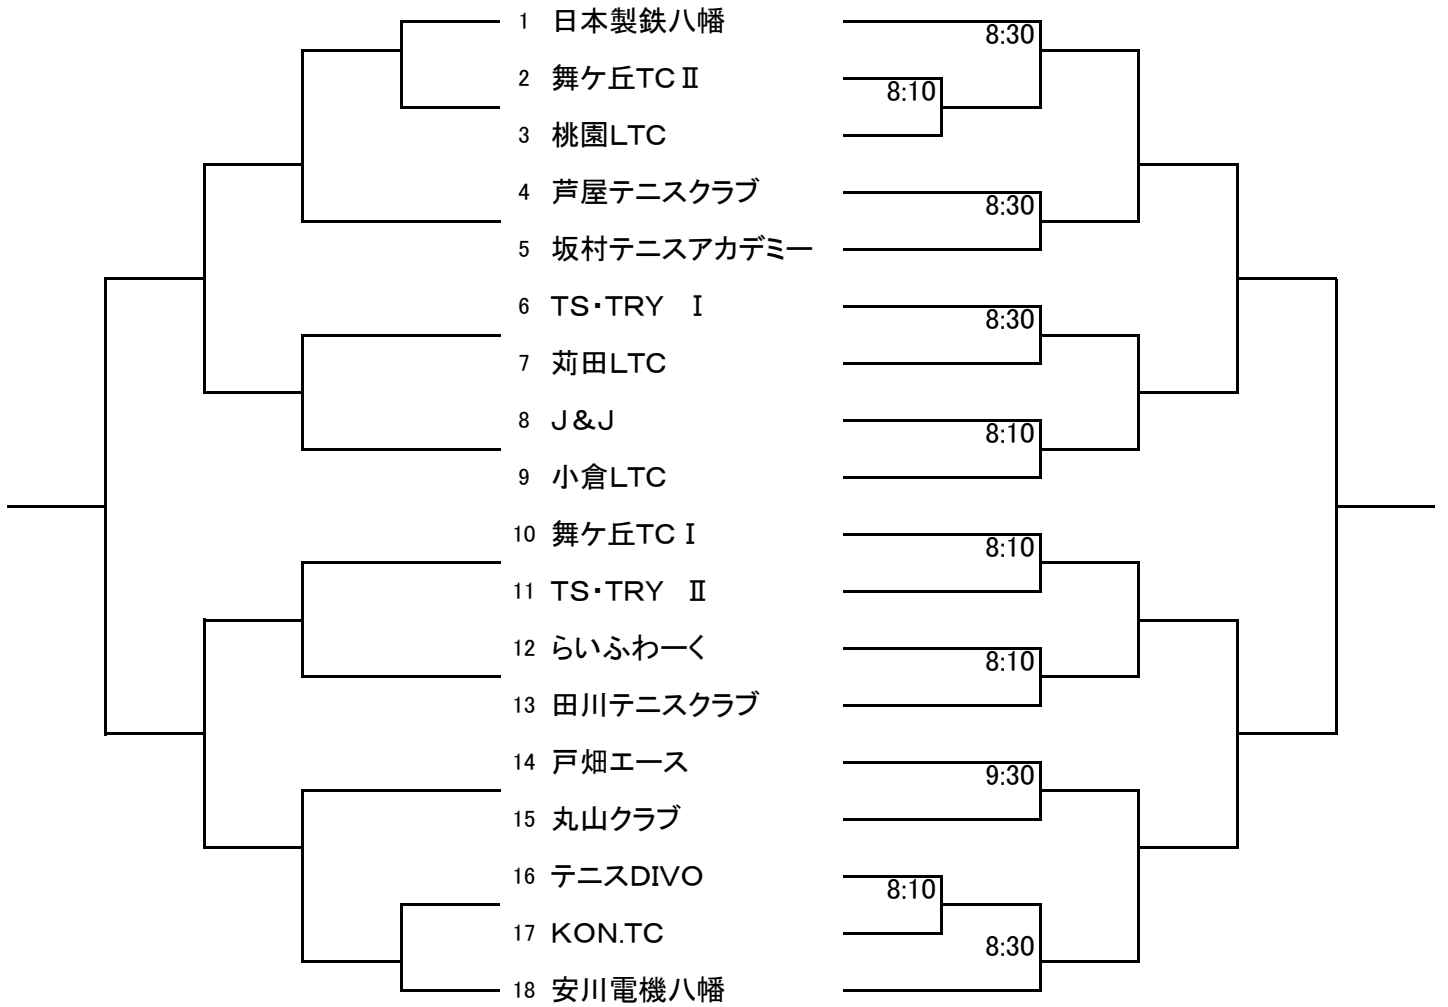 1 日本製鉄八幡
8:30
2 舞ケ丘TCⅡ
8:10
3 桃園LTC
4 芦屋テニスクラブ
8:30
5 坂村テニスアカデミー
6 TS・TRY　Ⅰ
8:30
7 苅田LTC
8 J&J
8:10
9 小倉LTC
10 舞ケ丘TCⅠ
8:10
11 TS・TRY　Ⅱ
12 らいふわーく
8:10
13 田川テニスクラブ
14 戸畑エース
9:30
15 丸山クラブ
16 テニスDIVO
8:10
17 KON.TC
8:30
18 安川電機八幡